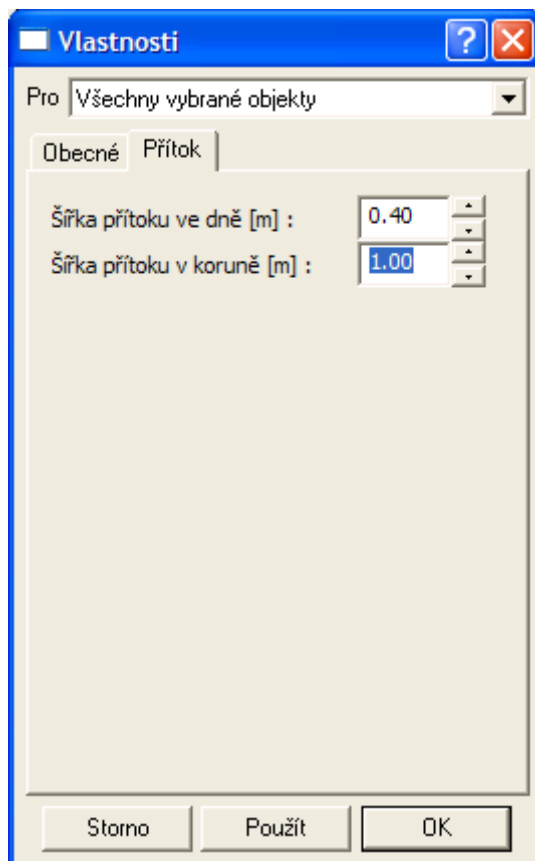 Vlastnosti
Pro Všechny vybrané objekty
Obecné Přítok
Šířka přítoku ve dně [m] : 0.40
Šířka přítoku v koruně [m] : 1.00
Storno Použít OK